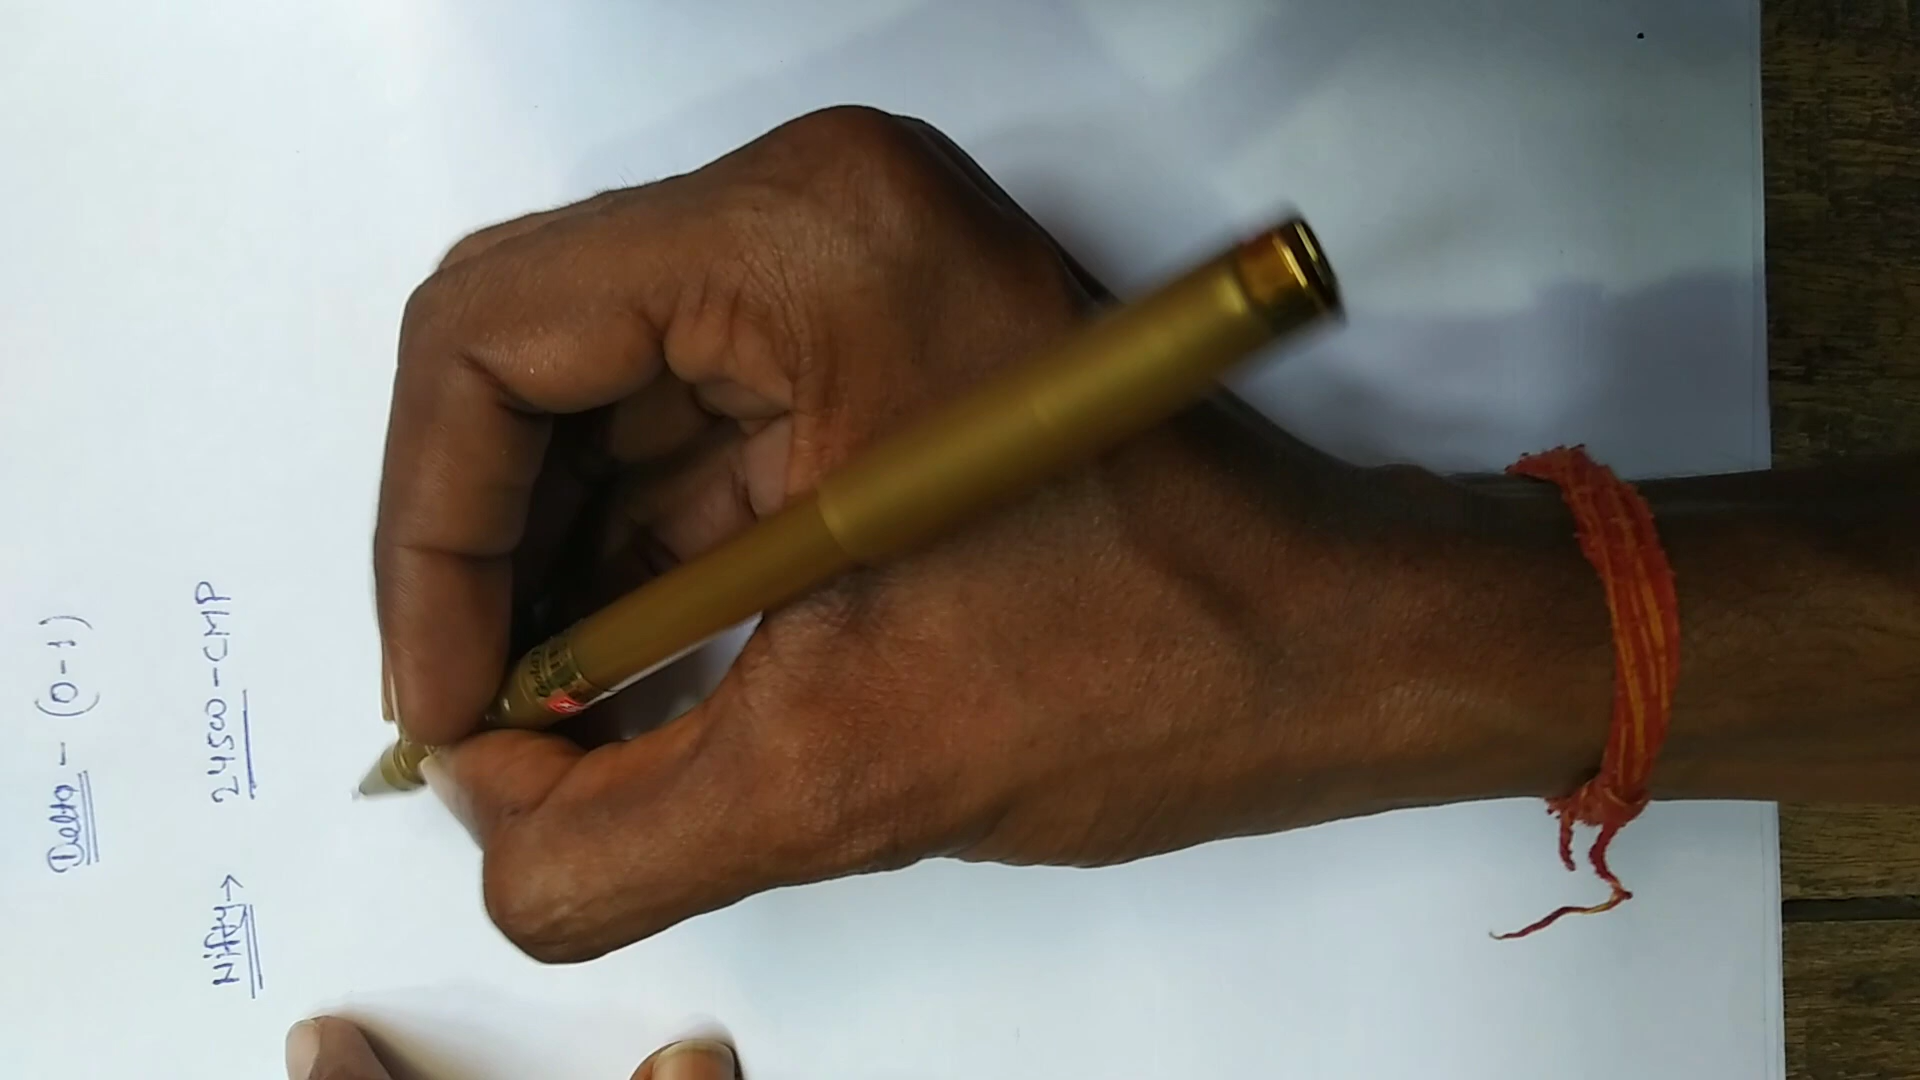 Delta - (0-1)
Nifty→ 24500-CMP